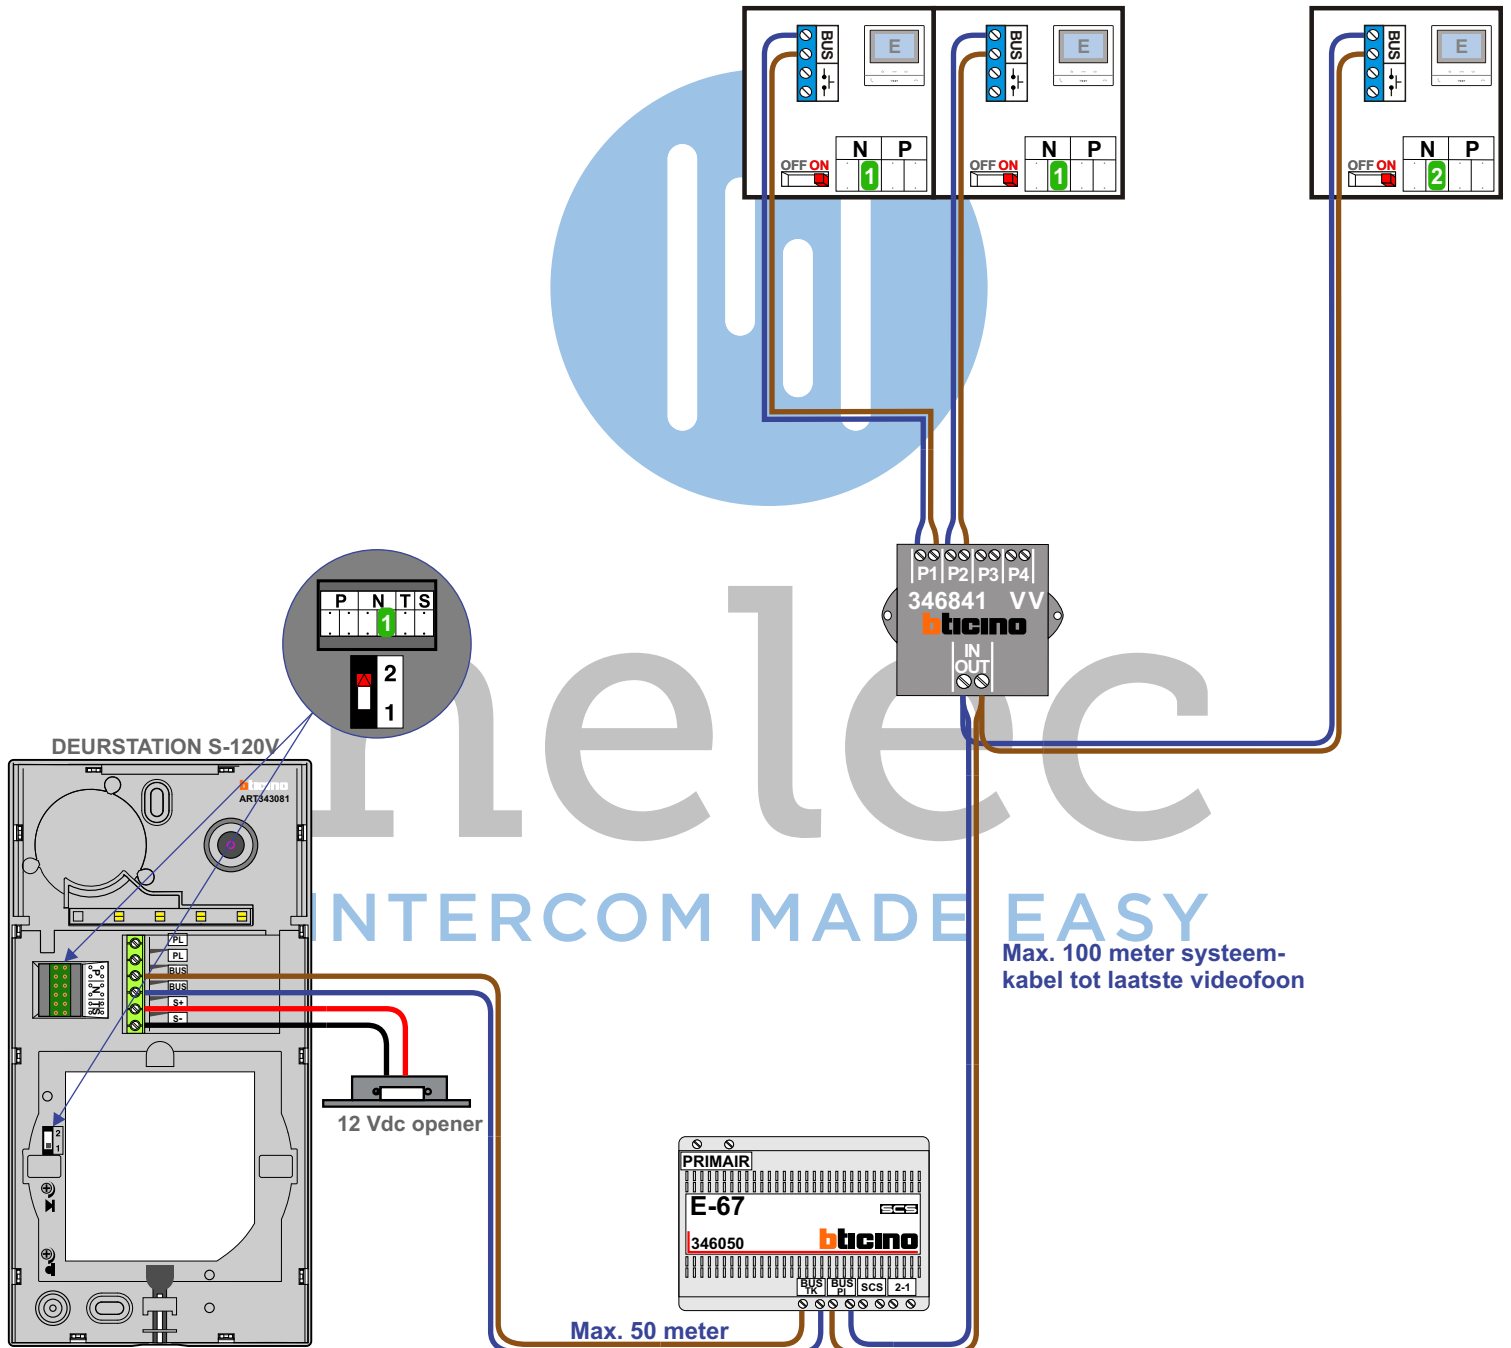 BUS
E
OFF ON
N P
1
BUS
E
OFF ON
N P
1
BUS
E
OFF ON
N P
2
P1 P2 P3 P4
346841 VV
bticino
IN
OUT
P N T S
1
2
1
DEURSTATION S-120V
bticino
ART343081
nelec
INTERCOM MADE EASY
PL
PL
BUS
BUS
S+
S-
P N T S
Max. 100 meter systeem-
kabel tot laatste videofoon
12 Vdc opener
2
1
PRIMAIR
E-67
SCS
346050
bticino
BUS TK
BUS PI
SCS
2-1
Max. 50 meter